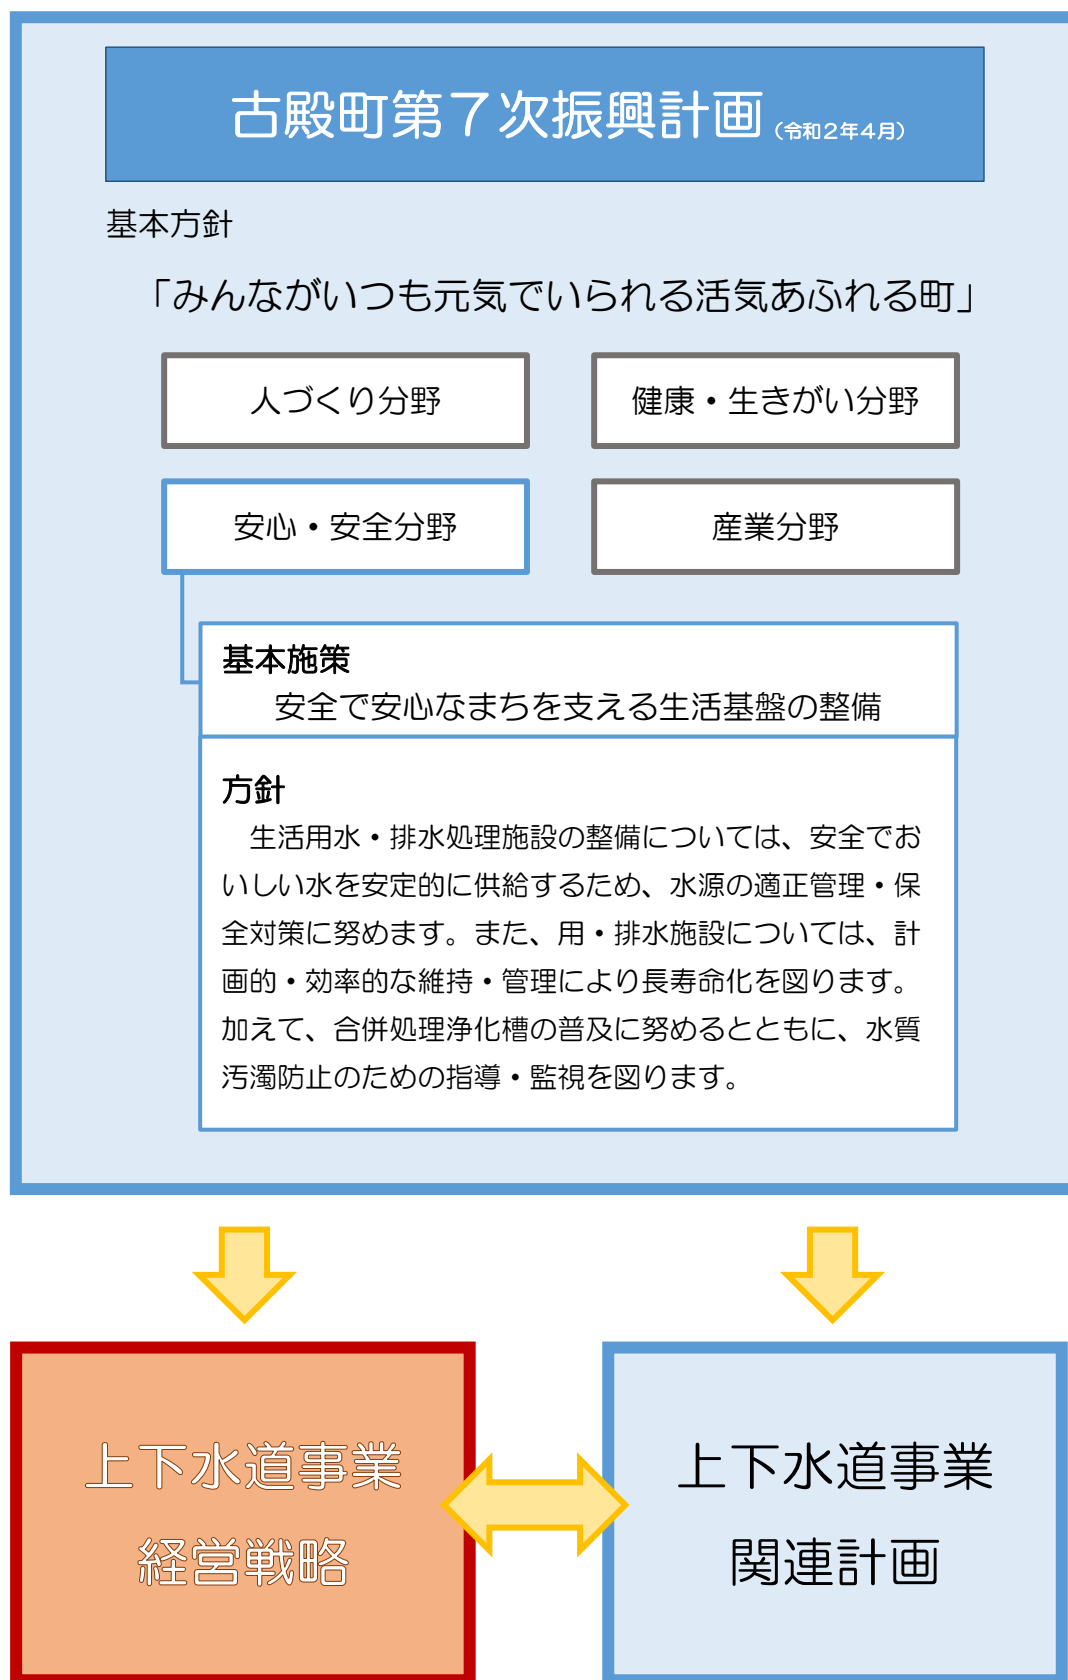 古殿町第７次振興計画（令和２年４月）
基本方針
「みんながいつも元気でいられる活気あふれる町」
人づくり分野
健康・生きがい分野
安心・安全分野
産業分野
基本施策
安全で安心なまちを支える生活基盤の整備
方針
生活用水・排水処理施設の整備については、安全でお
いしい水を安定的に供給するため、水源の適正管理・保
全対策に努めます。また、用・排水施設については、計
画的・効率的な維持・管理により長寿命化を図ります。
加えて、合併処理浄化槽の普及に努めるとともに、水質
汚濁防止のための指導・監視を図ります。
上下水道事業
経営戦略
上下水道事業
関連計画